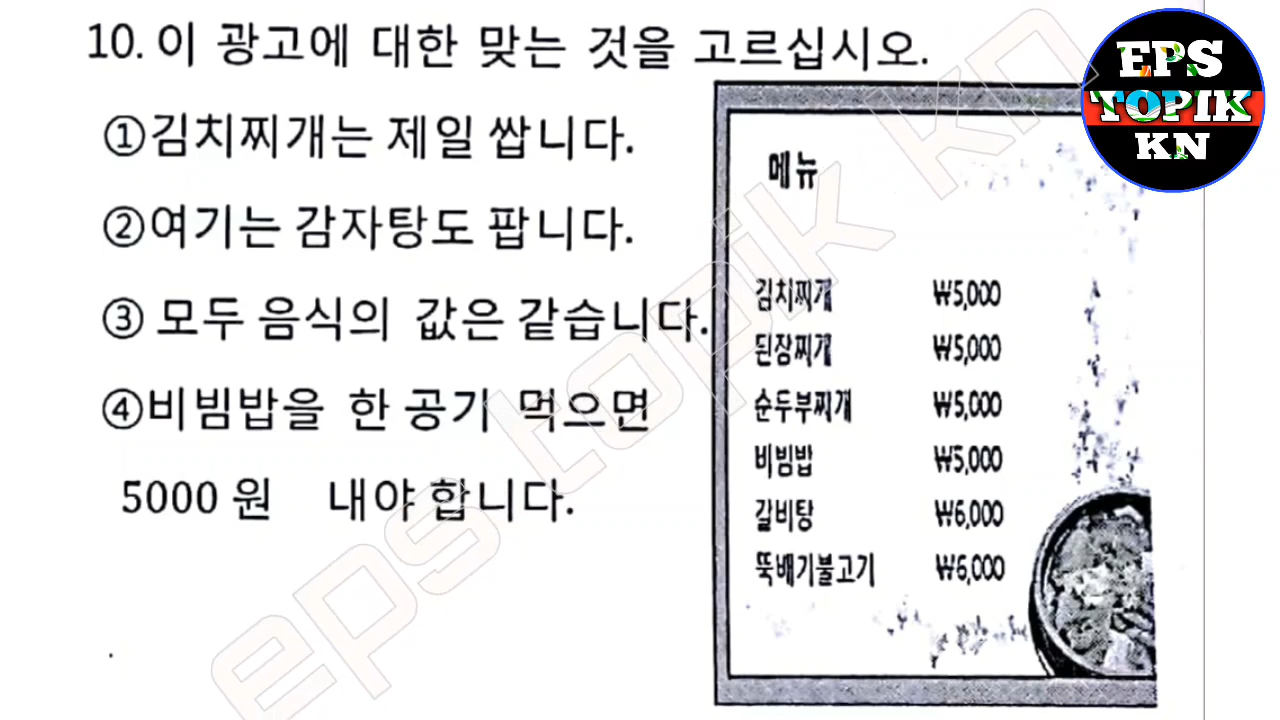 10. 이 광고에 대한 맞는 것을 고르십시오.
①김치찌개는 제일 쌉니다.
②여기는 감자탕도 팝니다.
③ 모두 음식의 값은 같습니다.
④비빔밥을 한 공기 먹으면
5000 원 내야 합니다.
메뉴
김치찌개 ₩5,000
된장찌개 ₩5,000
순두부찌개 ₩5,000
비빔밥 ₩5,000
갈비탕 ₩6,000
뚝배기불고기 ₩6,000
EPS
TOPIK
KN
eps topik kn